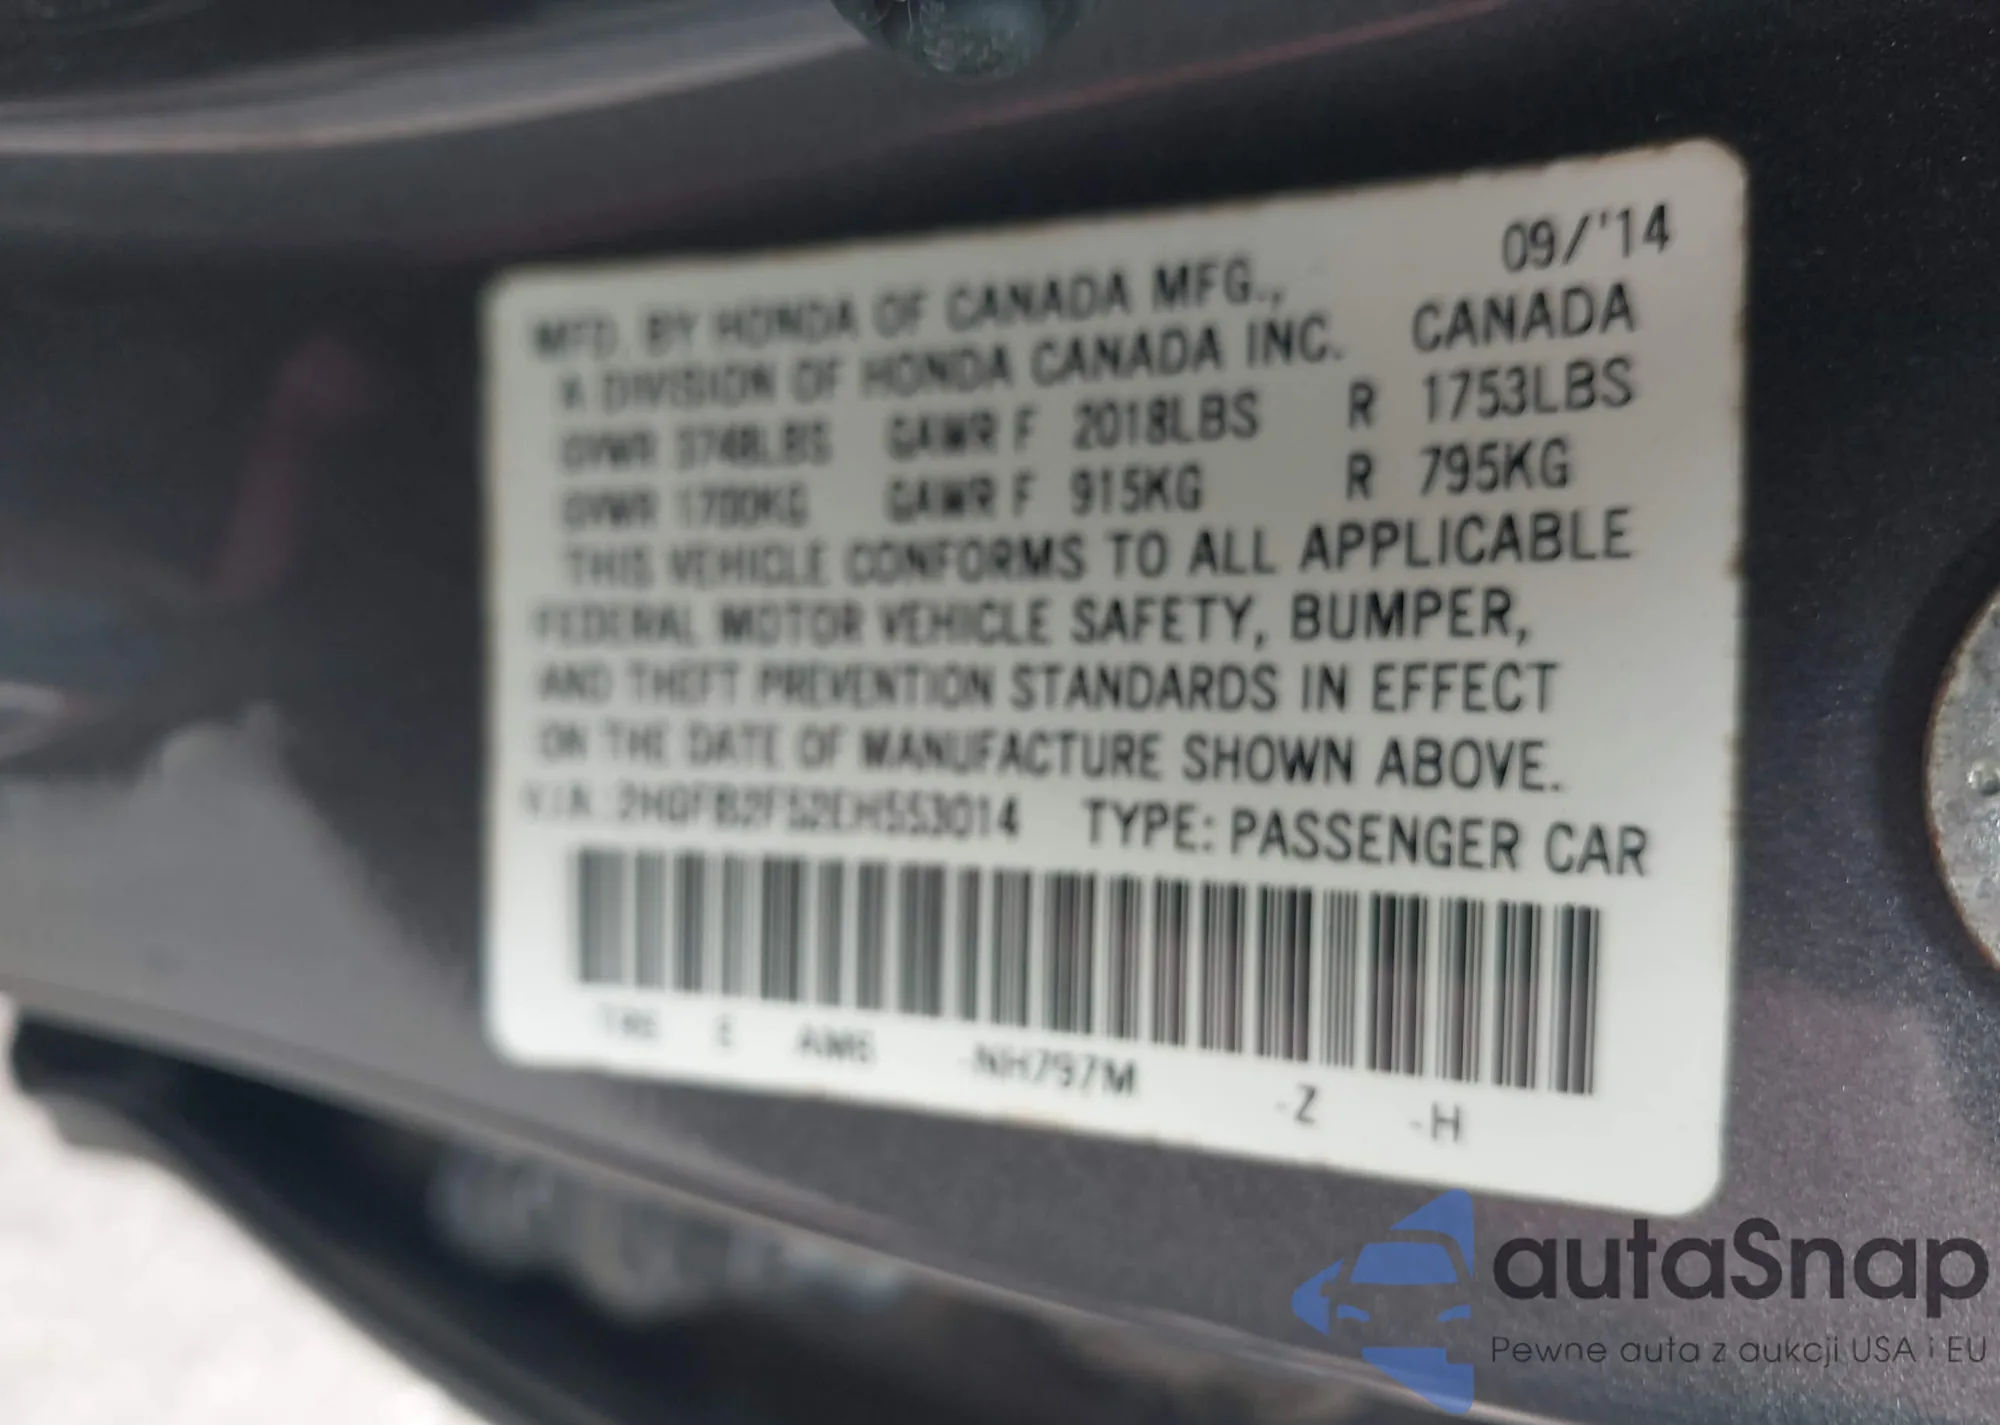 09/'14
MFD. BY HONDA OF CANADA MFG.,
A DIVISION OF HONDA CANADA INC. CANADA
GVWR 3748LBS GAWR F 2018LBS R 1753LBS
GVWR 1700KG GAWR F 915KG R 795KG
THIS VEHICLE CONFORMS TO ALL APPLICABLE
FEDERAL MOTOR VEHICLE SAFETY, BUMPER,
AND THEFT PREVENTION STANDARDS IN EFFECT
ON THE DATE OF MANUFACTURE SHOWN ABOVE.
V.I.N. 2HGFB2F52EH553014 TYPE: PASSENGER CAR
TR6 E AM6 -NH797M -Z -H
autaSnap
Pewne auta z aukcji USA i EU